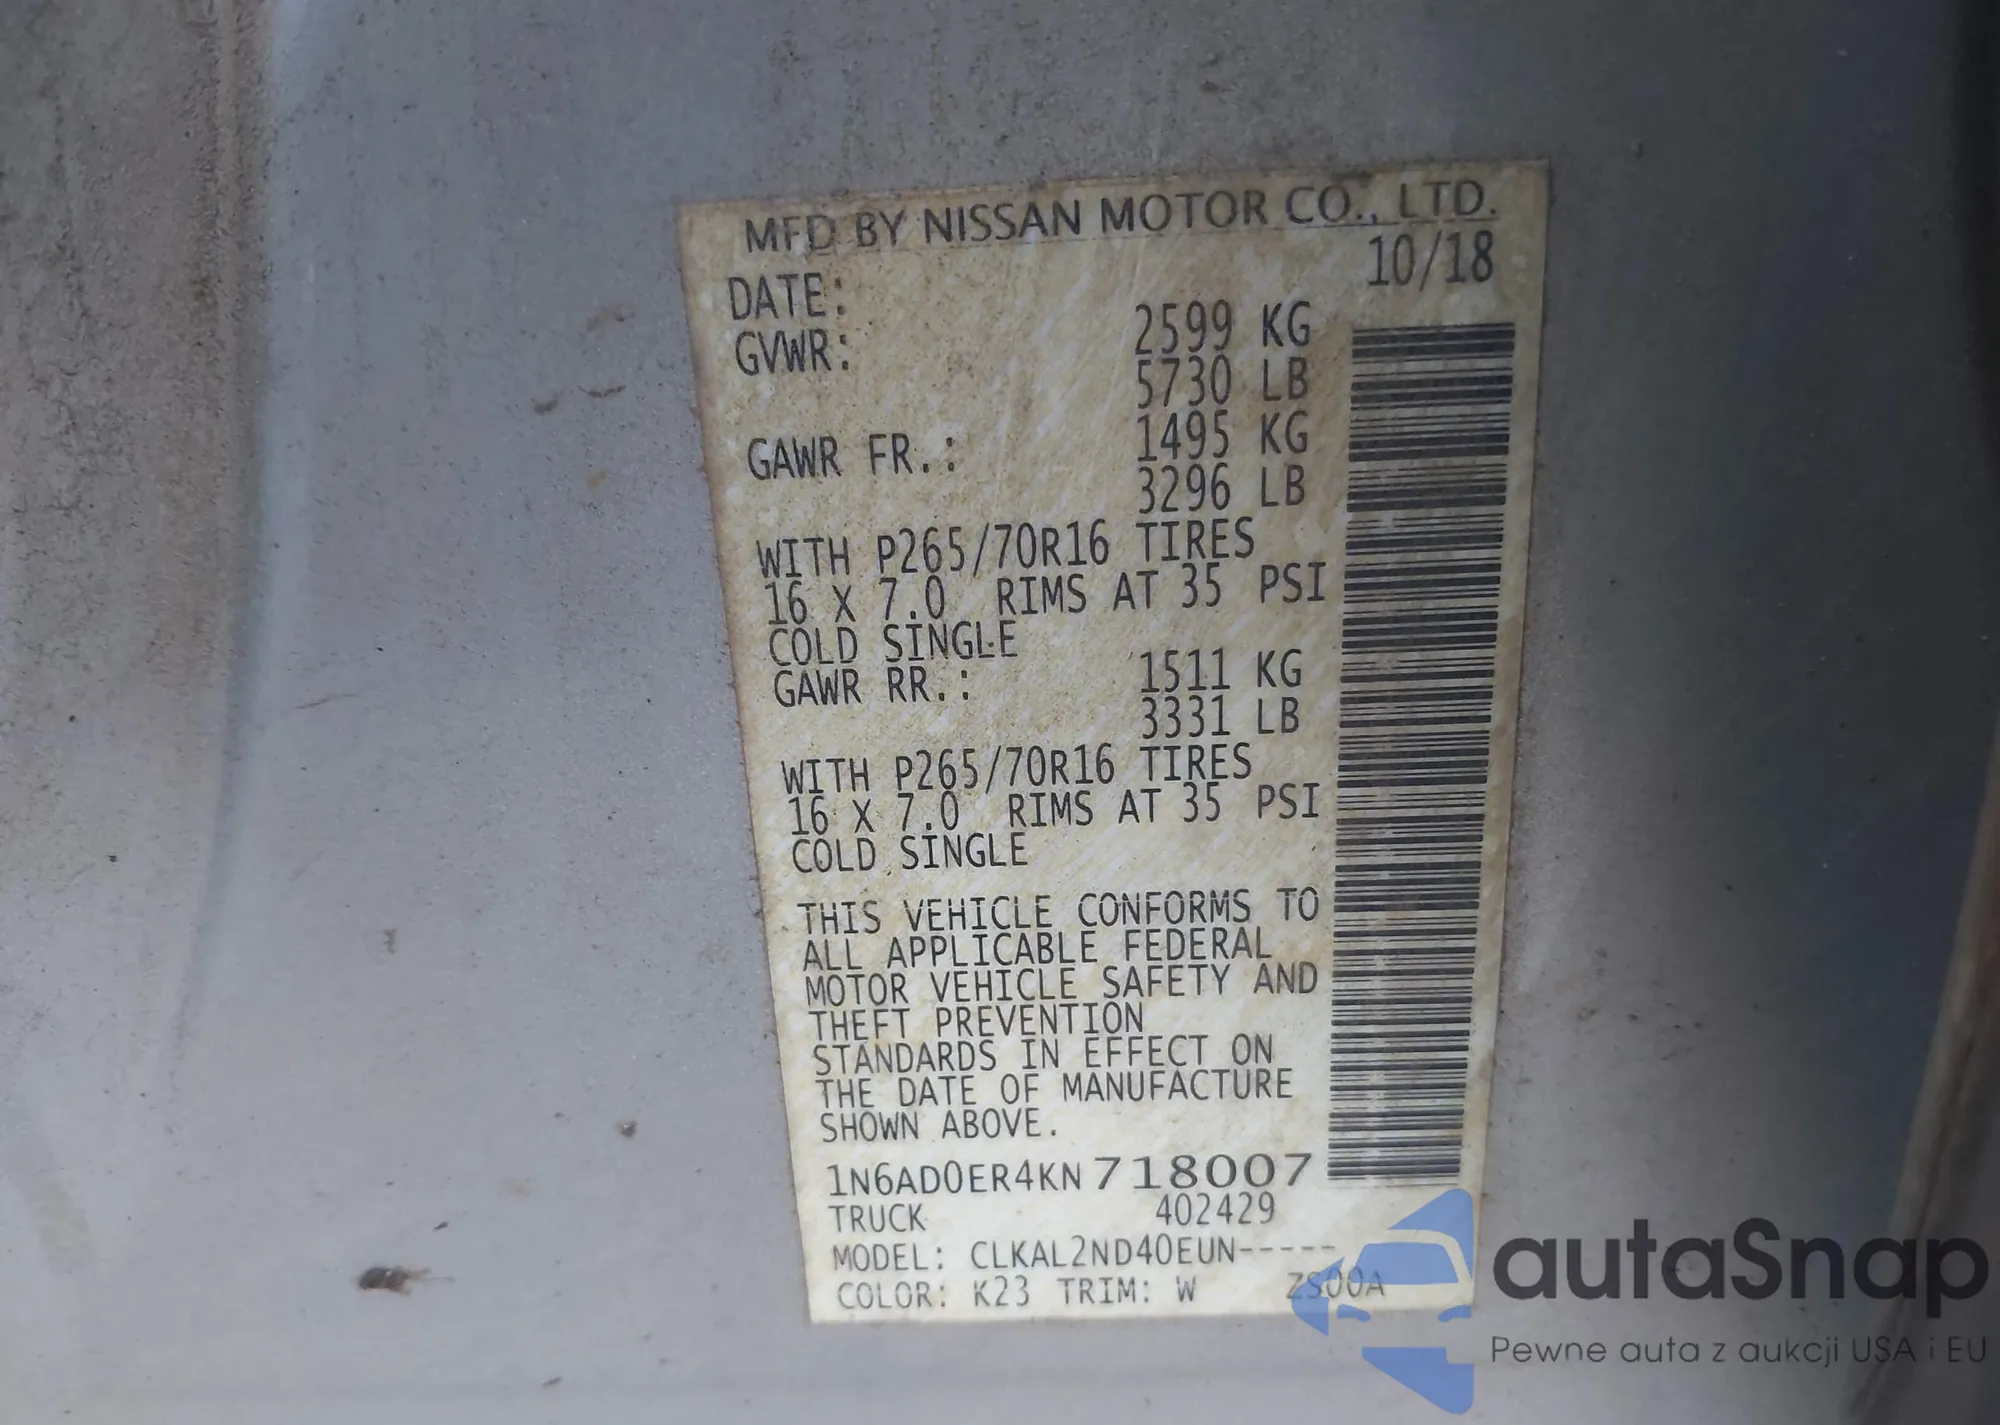 MFD BY NISSAN MOTOR CO., LTD.
DATE: 10/18
GVWR: 2599 KG
5730 LB
GAWR FR.: 1495 KG
3296 LB
WITH P265/70R16 TIRES
16 X 7.0 RIMS AT 35 PSI
COLD SINGLE
GAWR RR.: 1511 KG
3331 LB
WITH P265/70R16 TIRES
16 X 7.0 RIMS AT 35 PSI
COLD SINGLE
THIS VEHICLE CONFORMS TO
ALL APPLICABLE FEDERAL
MOTOR VEHICLE SAFETY AND
THEFT PREVENTION
STANDARDS IN EFFECT ON
THE DATE OF MANUFACTURE
SHOWN ABOVE.
1N6AD0ER4KN718007
TRUCK 402429
MODEL: CLKAL2ND40EUN-----
COLOR: K23 TRIM: W ZS00A
autaSnap
Pewne auta z aukcji USA i EU